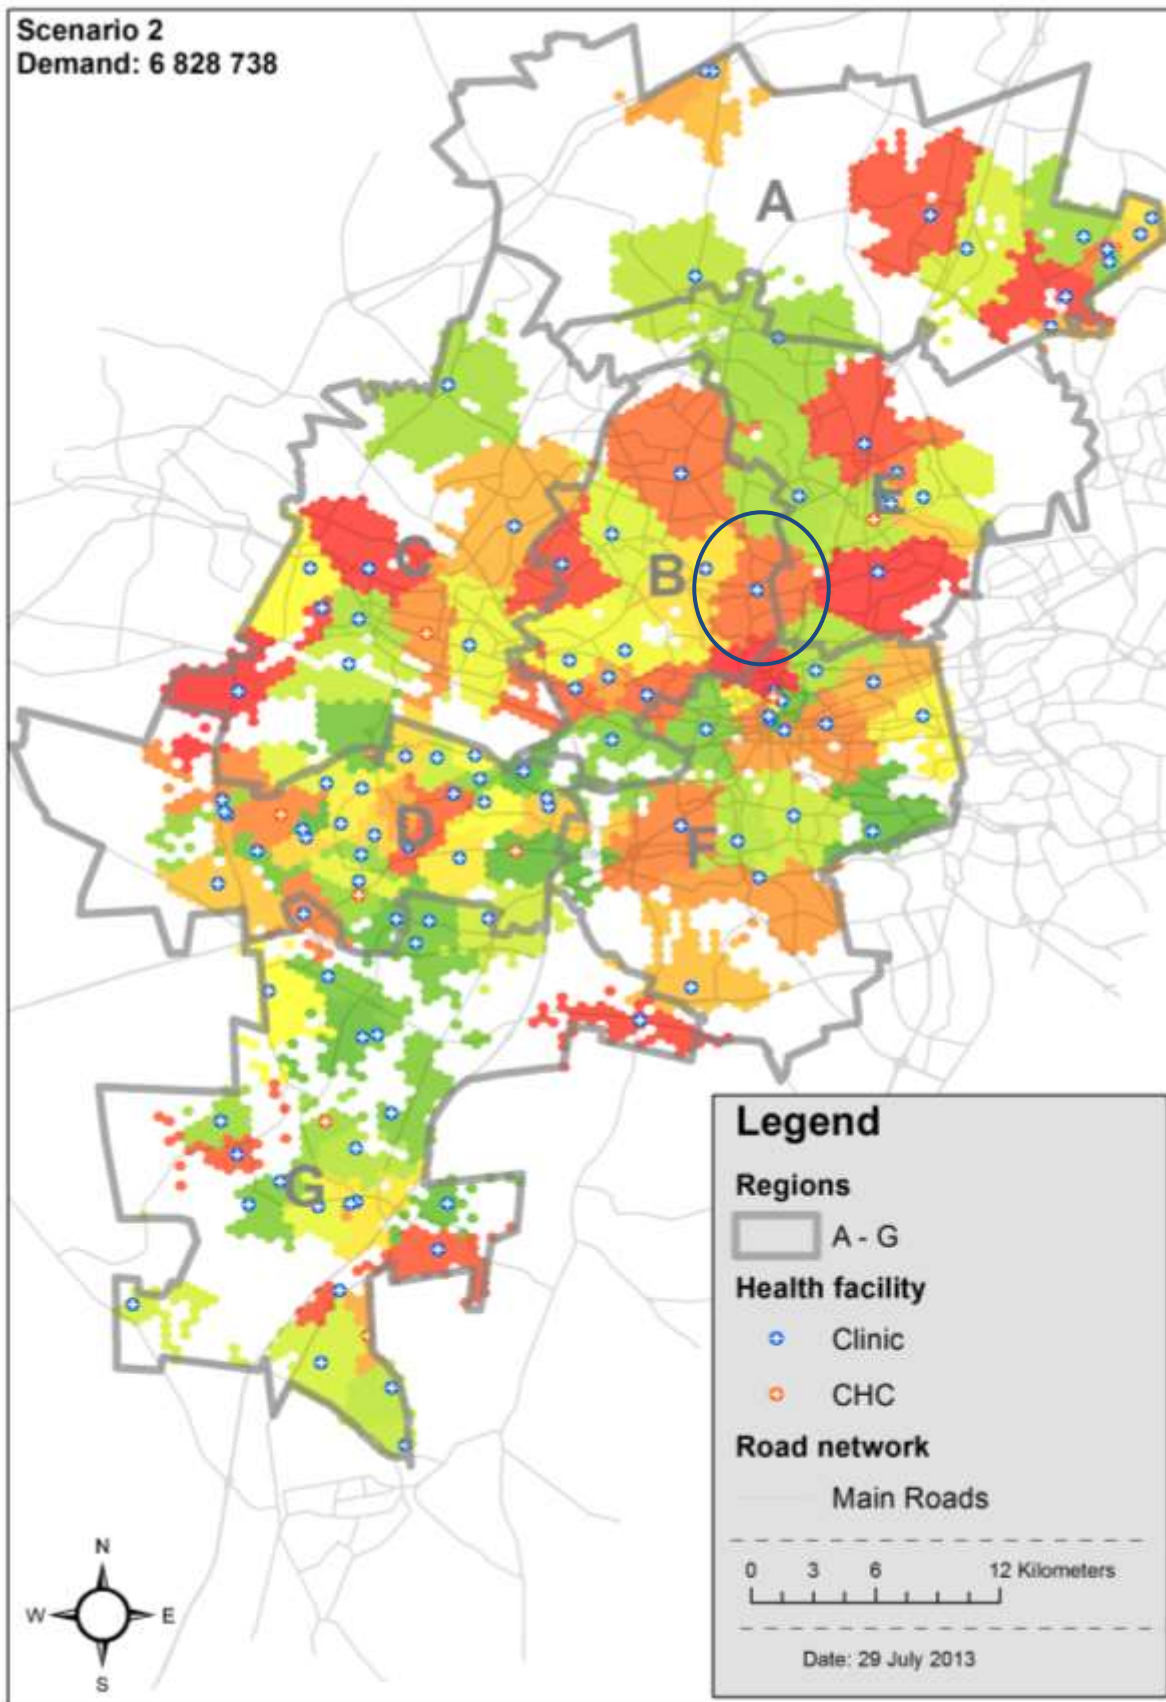 Scenario 2
Demand: 6 828 738
A
B
C
E
D
F
G
Legend
Regions
A - G
Health facility
Clinic
CHC
Road network
Main Roads
0 3 6 12 Kilometers
Date: 29 July 2013
N
W E
S